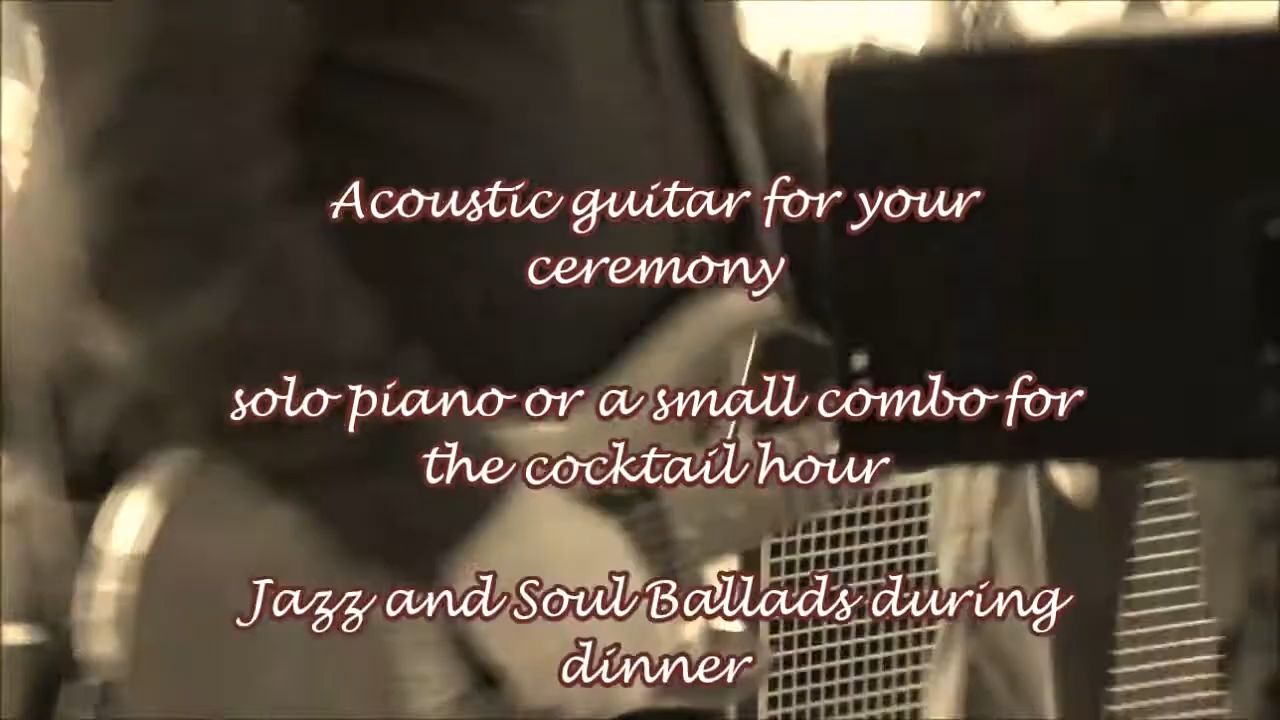 Acoustic guitar for your
ceremony
solo piano or a small combo for
the cocktail hour
Jazz and Soul Ballads during
dinner